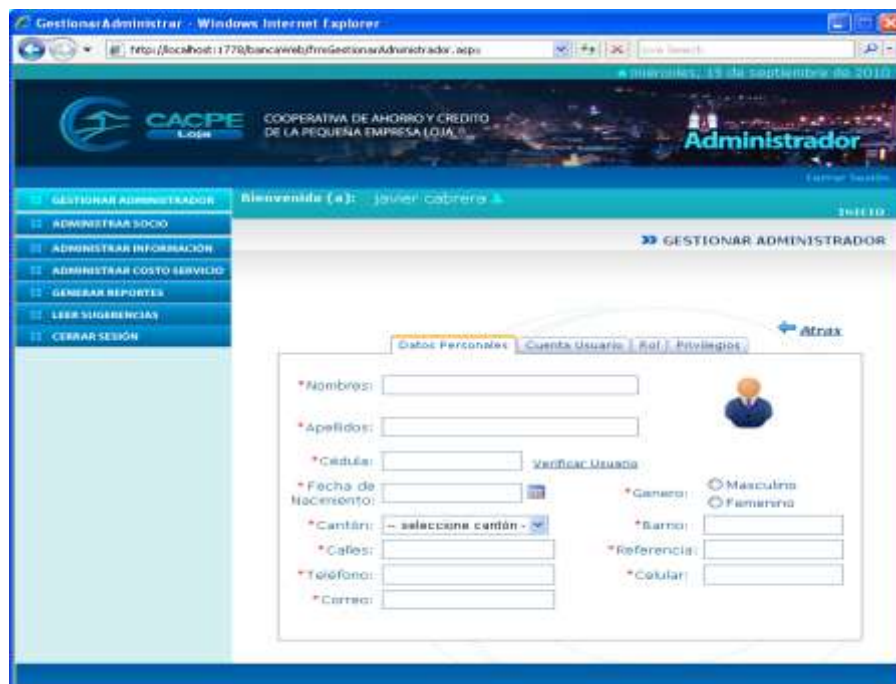 GestionarAdministrar - Windows Internet Explorer
http://localhost:1778/bancaWeb/frmGestionarAdministrador.aspx
Live Search
miércoles, 15 de septiembre de 2010
CACPE
Loja
COOPERATIVA DE AHORRO Y CREDITO
DE LA PEQUEÑA EMPRESA LOJA
Administrador
Cerrar Sesión
GESTIONAR ADMINISTRADOR
Bienvenido (a): javier cabrera
INICIO
ADMINISTRAR SOCIO
GESTIONAR ADMINISTRADOR
ADMINISTRAR INFORMACIÓN
ADMINISTRAR COSTO SERVICIO
GENERAR REPORTES
LEER SUGERENCIAS
CERRAR SESIÓN
Atras
Datos Personales
Cuenta Usuario
Rol
Privilegios
*Nombres:
*Apellidos:
*Cédula:
Verificar Usuario
*Fecha de
Nacimiento:
*Genero:
Masculino
Femenino
*Cantón:
-- seleccione cantón -
*Barrio:
*Calles:
*Referencia:
*Teléfono:
*Celular:
*Correo: